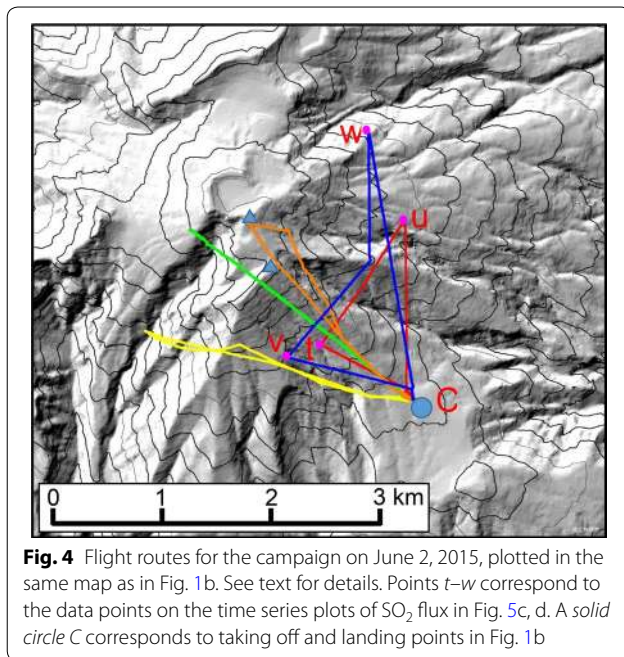 w
u
v
t
C
0 1 2 3 km
Fig. 4 Flight routes for the campaign on June 2, 2015, plotted in the
same map as in Fig. 1b. See text for details. Points t–w correspond to
the data points on the time series plots of SO₂ flux in Fig. 5c, d. A solid
circle C corresponds to taking off and landing points in Fig. 1b